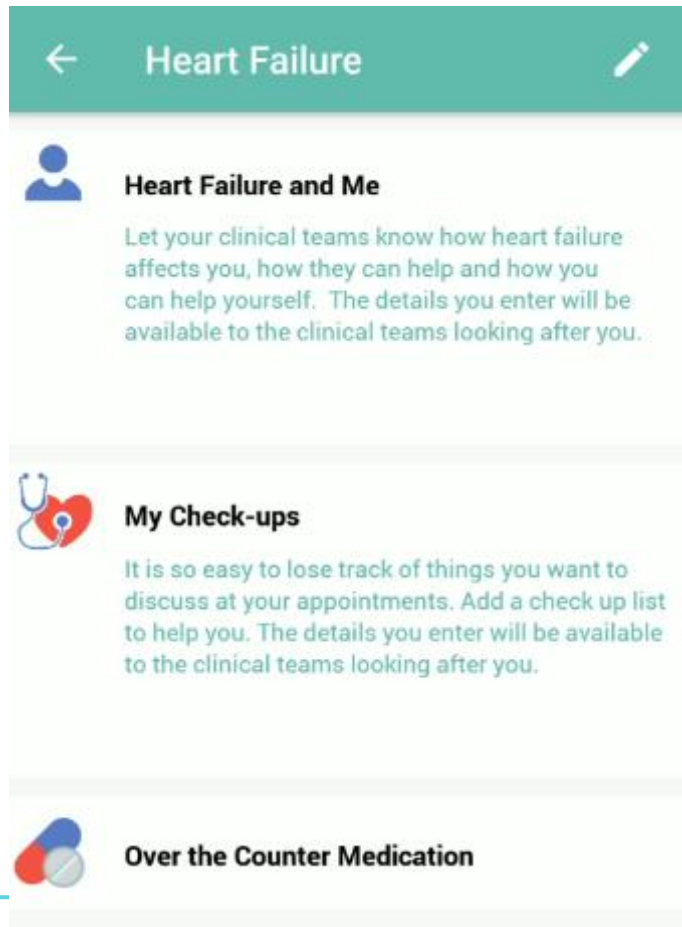 Heart Failure
Heart Failure and Me
Let your clinical teams know how heart failure
affects you, how they can help and how you
can help yourself.  The details you enter will be
available to the clinical teams looking after you.
My Check-ups
It is so easy to lose track of things you want to
discuss at your appointments. Add a check up list
to help you. The details you enter will be available
to the clinical teams looking after you.
Over the Counter Medication